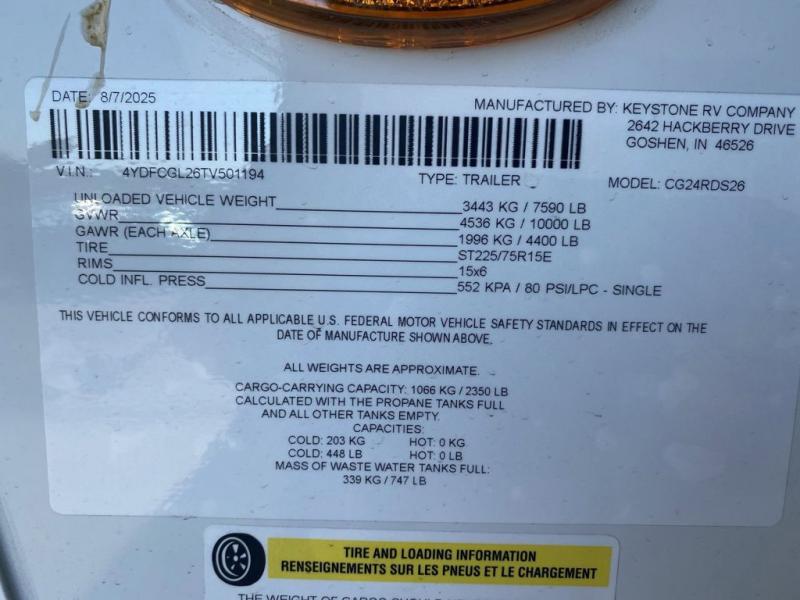 DATE: 8/7/2025
MANUFACTURED BY: KEYSTONE RV COMPANY
2642 HACKBERRY DRIVE
GOSHEN, IN 46526
V.I.N.: 4YDFCGL26TV501194 TYPE: TRAILER MODEL: CG24RDS26
UNLOADED VEHICLE WEIGHT 3443 KG / 7590 LB
GVWR 4536 KG / 10000 LB
GAWR (EACH AXLE) 1996 KG / 4400 LB
TIRE ST225/75R15E
RIMS 15x6
COLD INFL. PRESS 552 KPA / 80 PSI/LPC - SINGLE
THIS VEHICLE CONFORMS TO ALL APPLICABLE U.S. FEDERAL MOTOR VEHICLE SAFETY STANDARDS IN EFFECT ON THE
DATE OF MANUFACTURE SHOWN ABOVE.
ALL WEIGHTS ARE APPROXIMATE.
CARGO-CARRYING CAPACITY: 1066 KG / 2350 LB
CALCULATED WITH THE PROPANE TANKS FULL
AND ALL OTHER TANKS EMPTY.
CAPACITIES:
COLD: 203 KG HOT: 0 KG
COLD: 448 LB HOT: 0 LB
MASS OF WASTE WATER TANKS FULL:
339 KG / 747 LB
TIRE AND LOADING INFORMATION
RENSEIGNEMENTS SUR LES PNEUS ET LE CHARGEMENT
THE WEIGHT OF CARGO SHOULD